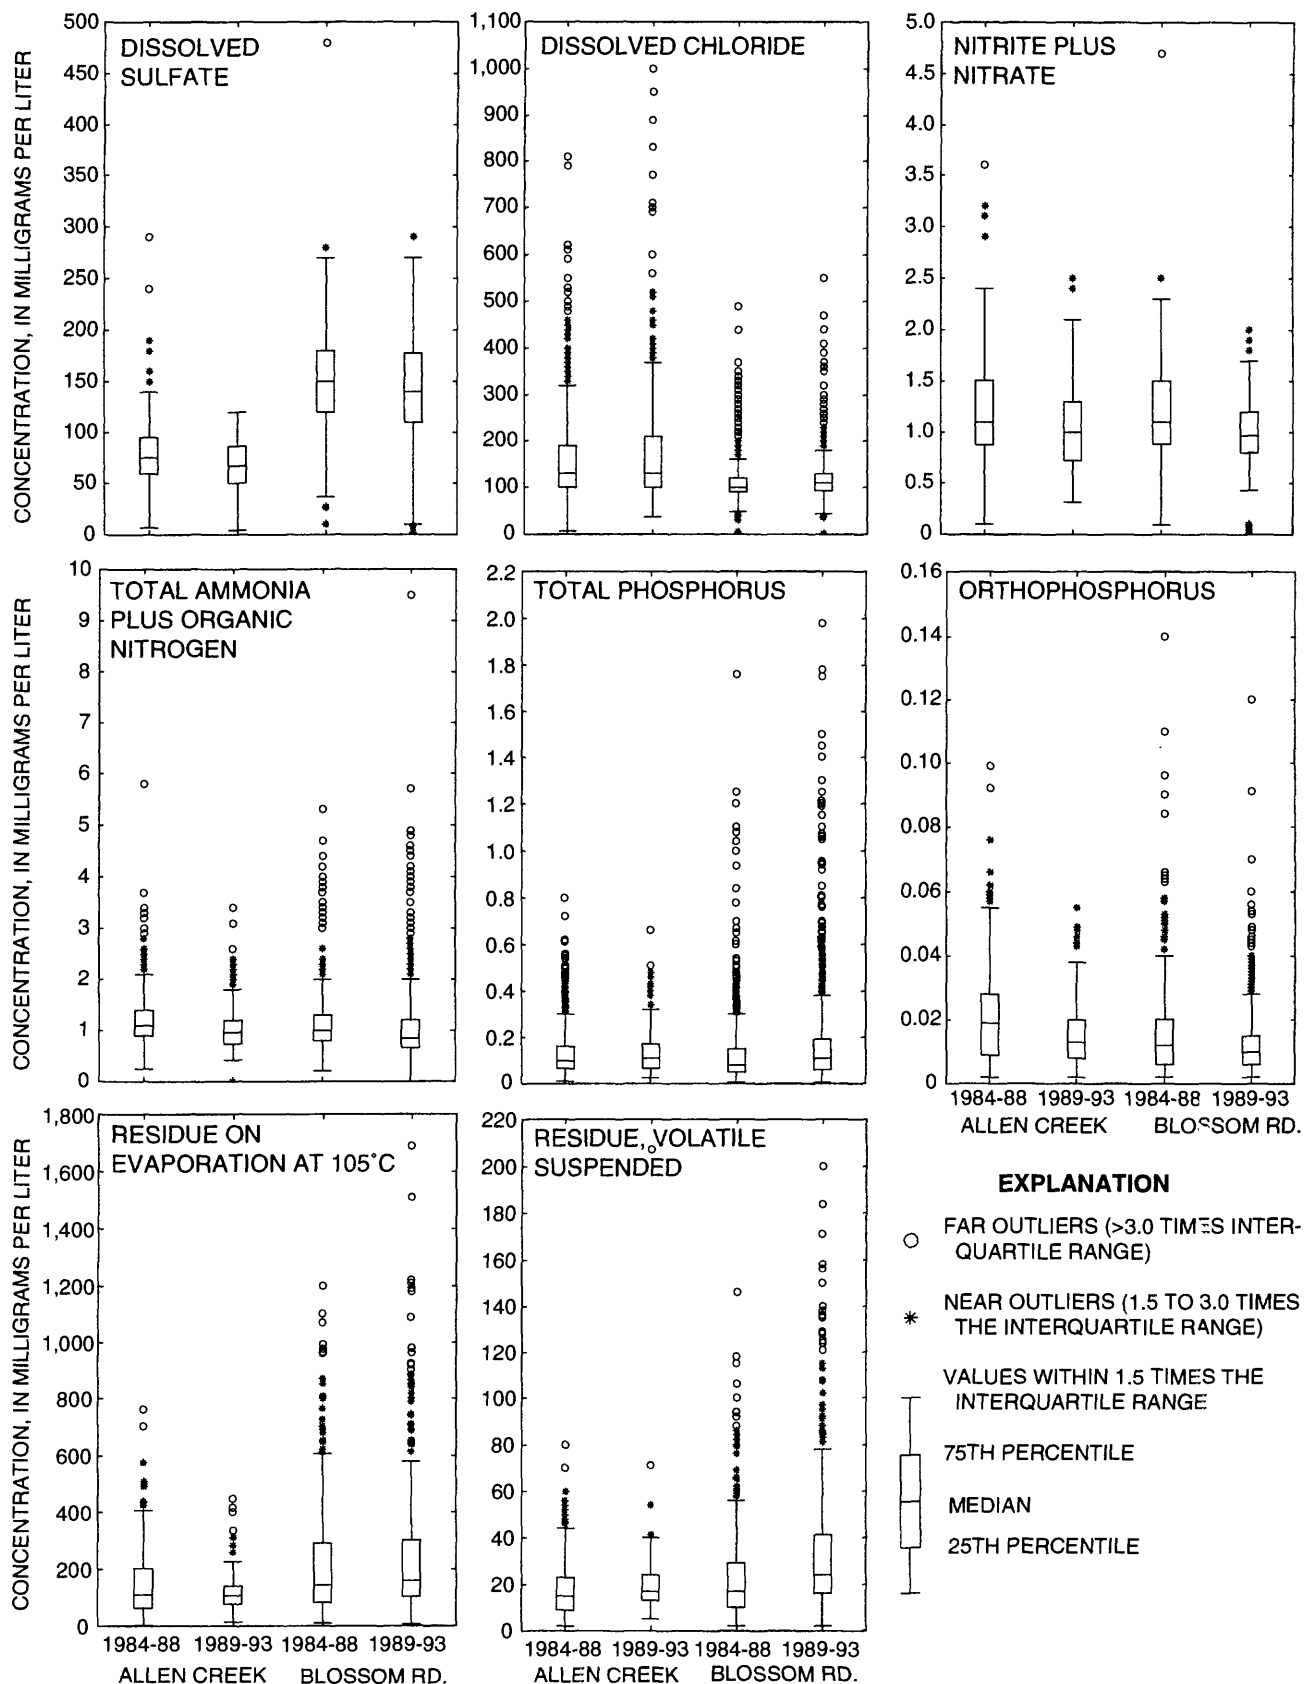 CONCENTRATION, IN MILLIGRAMS PER LITER
DISSOLVED
SULFATE
500
450
400
350
300
250
200
150
100
50
0
DISSOLVED CHLORIDE
1,100
1,000
900
800
700
600
500
400
300
200
100
0
NITRITE PLUS
NITRATE
5.0
4.5
4.0
3.5
3.0
2.5
2.0
1.5
1.0
0.5
0
CONCENTRATION, IN MILLIGRAMS PER LITER
TOTAL AMMONIA
PLUS ORGANIC
NITROGEN
10
9
8
7
6
5
4
3
2
1
0
TOTAL PHOSPHORUS
2.2
2.0
1.8
1.6
1.4
1.2
1.0
0.8
0.6
0.4
0.2
0
ORTHOPHOSPHORUS
0.16
0.14
0.12
0.10
0.08
0.06
0.04
0.02
0
1984-88 1989-93 1984-88 1989-93
ALLEN CREEK BLOSSOM RD.
CONCENTRATION, IN MILLIGRAMS PER LITER
RESIDUE ON
EVAPORATION AT 105°C
1,800
1,600
1,400
1,200
1,000
800
600
400
200
0
1984-88 1989-93 1984-88 1989-93
ALLEN CREEK BLOSSOM RD.
RESIDUE, VOLATILE
SUSPENDED
220
200
180
160
140
120
100
80
60
40
20
0
1984-88 1989-93 1984-88 1989-93
ALLEN CREEK BLOSSOM RD.
EXPLANATION
FAR OUTLIERS (>3.0 TIMES INTER-
QUARTILE RANGE)
NEAR OUTLIERS (1.5 TO 3.0 TIMES
THE INTERQUARTILE RANGE)
VALUES WITHIN 1.5 TIMES THE
INTERQUARTILE RANGE
75TH PERCENTILE
MEDIAN
25TH PERCENTILE